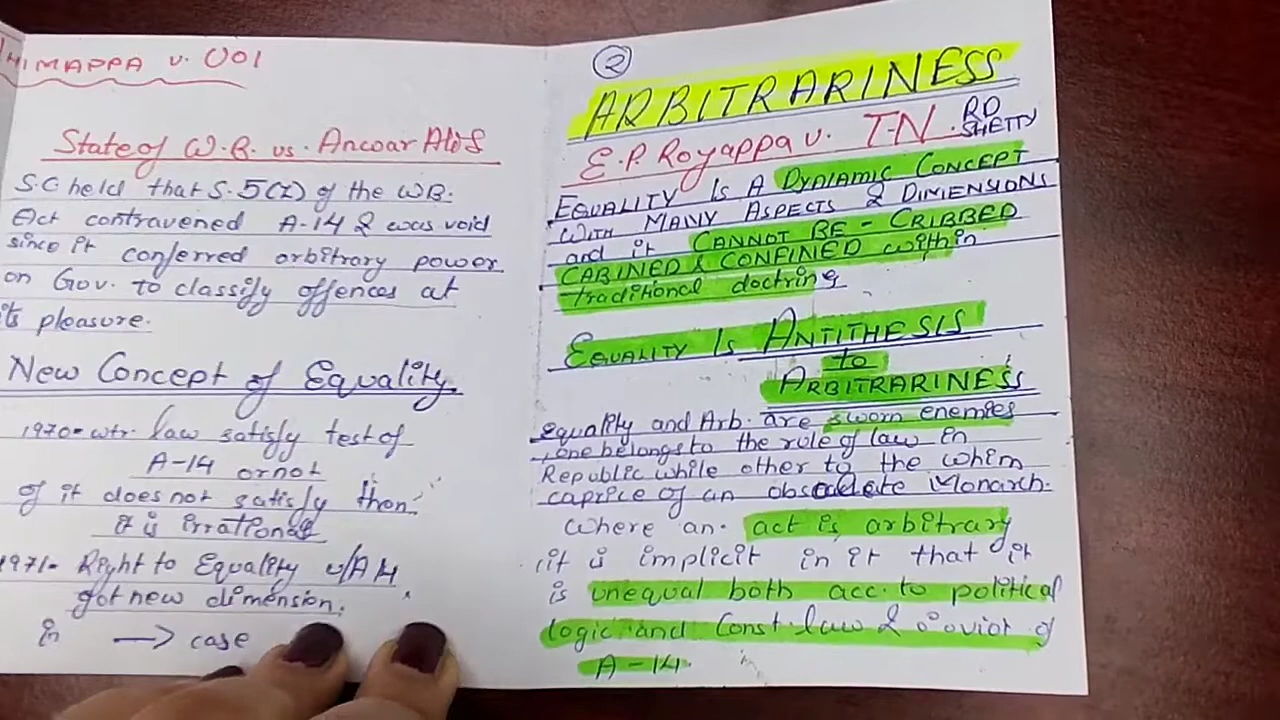 HIMAPPA v. UOI
State of W.B. vs. Ancoar Ali S
S.C held that S. 5(I) of the WB.
Act contravened A-14 & was void
since it conferred arbitrary power
on Gov. to classify offences at
its pleasure.
New Concept of Equality
1970- wtr. law satisfy test of
A-14 or not
if it does not satisfy then
it is irrational
1971- Right to Equality u/A 14
got new dimension.
in → case
2
ARBITRARINESS
E.P. Royappa v. T-N. RD
SHETTY
EQUALITY IS A DYNAMIC CONCEPT
WITH MANY ASPECTS & DIMENSIONS
and it CANNOT BE - CRIBBED
CABINED & CONFINED within
traditional doctrine
EQUALITY IS ANTITHESIS
to
ARBITRARINESS
equality and Arb. are sworn enemies
, one belongs to the rule of law in
Republic while other to the whim
caprice of an Monarch.
Where an act is arbitrary
it is implicit in it that it
is unequal both acc. to political
logic and Const. law & is viot of
A-14.